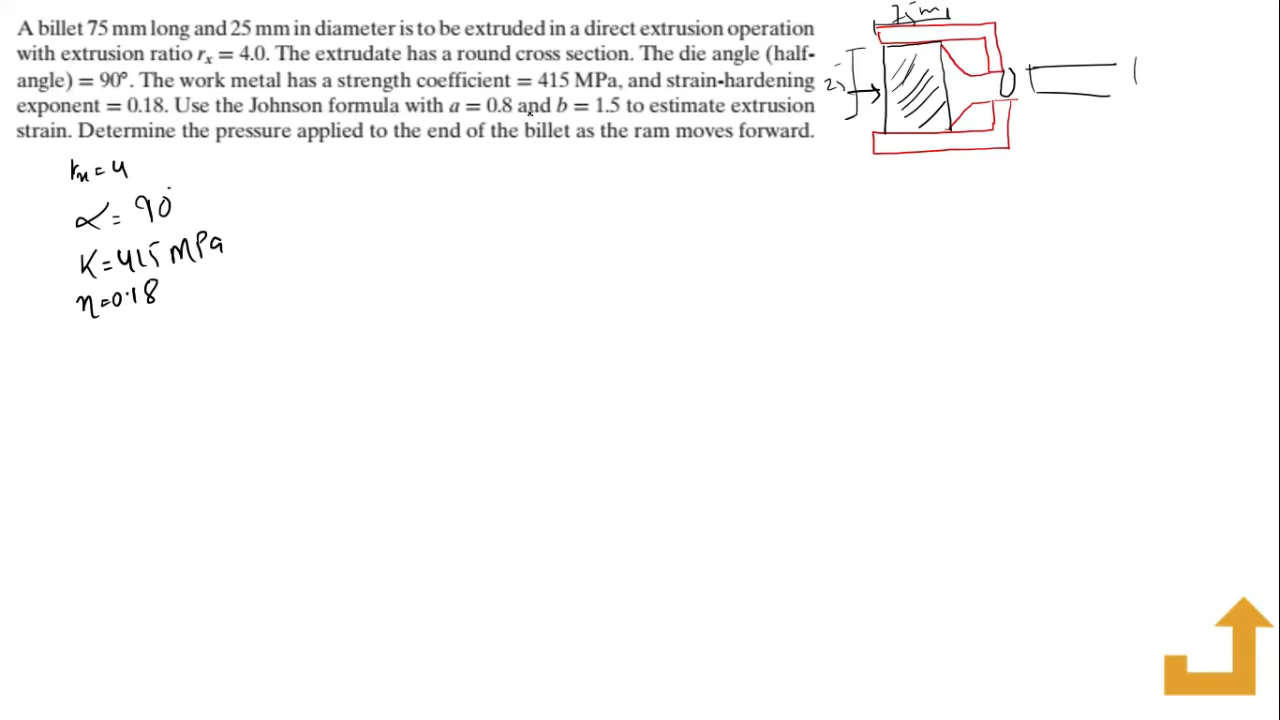 A billet 75 mm long and 25 mm in diameter is to be extruded in a direct extrusion operation
with extrusion ratio rₓ = 4.0. The extrudate has a round cross section. The die angle (half-
angle) = 90°. The work metal has a strength coefficient = 415 MPa, and strain-hardening
exponent = 0.18. Use the Johnson formula with a = 0.8 and b = 1.5 to estimate extrusion
strain. Determine the pressure applied to the end of the billet as the ram moves forward.
75m
25
rₓ = 4
α = 90°
K = 415 MPa
n = 0.18